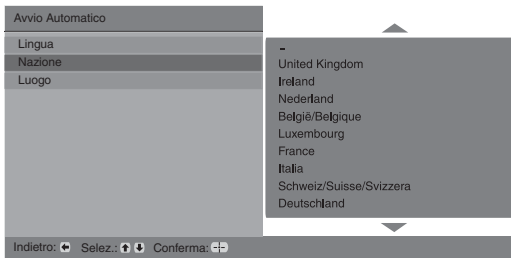 Avvio Automatico
Lingua
Nazione
Luogo
-
United Kingdom
Ireland
Nederland
België/Belgique
Luxembourg
France
Italia
Schweiz/Suisse/Svizzera
Deutschland
Indietro: Selez.: Conferma: